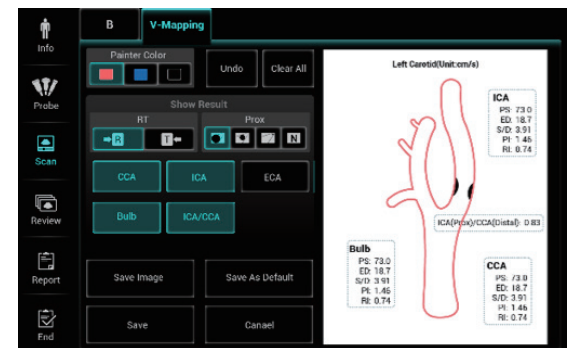 Info
Probe
Scan
Review
Report
End
B
V-Mapping
Painter Color
Undo
Clear All
Show Result
RT
Prox
R
T
N
CCA
ICA
ECA
Bulb
ICA/CCA
Save Image
Save As Default
Save
Canael
Left Carotid(Unit:cm/s)
ICA
PS: 73.0
ED: 18.7
S/D: 3.91
PI: 1.46
RI: 0.74
ICA(Prox)/CCA(Distal): 0.83
Bulb
PS: 73.0
ED: 18.7
S/D: 3.91
PI: 1.46
RI: 0.74
CCA
PS: 73.0
ED: 18.7
S/D: 3.91
PI: 1.46
RI: 0.74